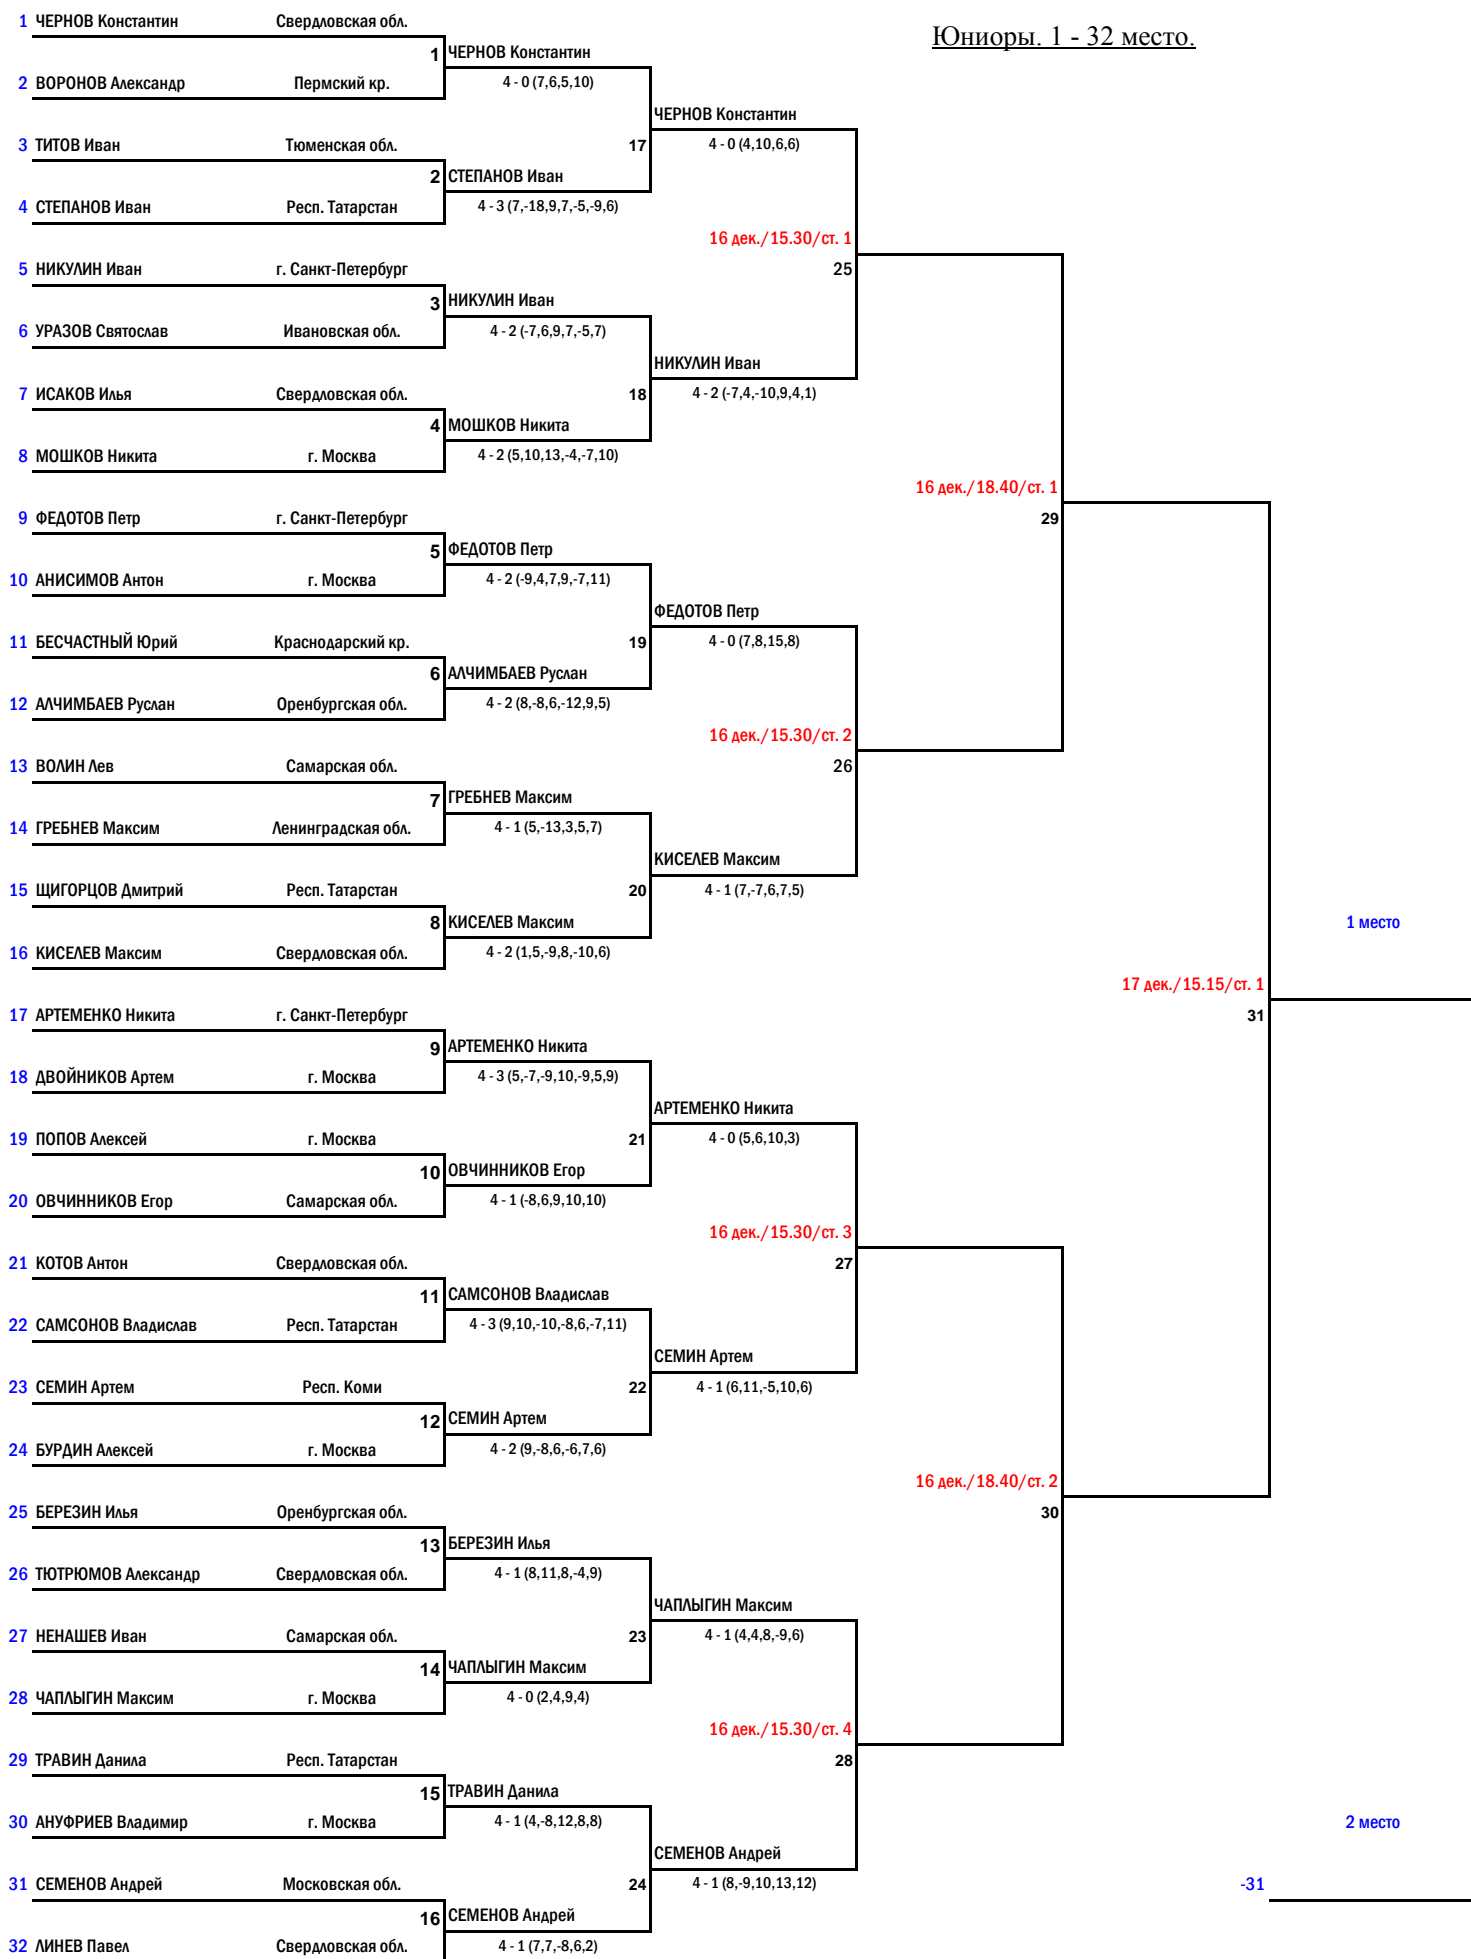 1 ЧЕРНОВ Константин Свердловская обл.
Юниоры. 1 - 32 место.
1 ЧЕРНОВ Константин
2 ВОРОНОВ Александр Пермский кр. 4 - 0 (7,6,5,10)
ЧЕРНОВ Константин
3 ТИТОВ Иван Тюменская обл. 17 4 - 0 (4,10,6,6)
2 СТЕПАНОВ Иван
4 СТЕПАНОВ Иван Респ. Татарстан 4 - 3 (7,-18,9,7,-5,-9,6)
16 дек./15.30/ст. 1
5 НИКУЛИН Иван г. Санкт-Петербург 25
3 НИКУЛИН Иван
6 УРАЗОВ Святослав Ивановская обл. 4 - 2 (-7,6,9,7,-5,7)
НИКУЛИН Иван
7 ИСАКОВ Илья Свердловская обл. 18 4 - 2 (-7,4,-10,9,4,1)
4 МОШКОВ Никита
8 МОШКОВ Никита г. Москва 4 - 2 (5,10,13,-4,-7,10)
16 дек./18.40/ст. 1
9 ФЕДОТОВ Петр г. Санкт-Петербург 29
5 ФЕДОТОВ Петр
10 АНИСИМОВ Антон г. Москва 4 - 2 (-9,4,7,9,-7,11)
ФЕДОТОВ Петр
11 БЕСЧАСТНЫЙ Юрий Краснодарский кр. 19 4 - 0 (7,8,15,8)
6 АЛЧИМБАЕВ Руслан
12 АЛЧИМБАЕВ Руслан Оренбургская обл. 4 - 2 (8,-8,6,-12,9,5)
16 дек./15.30/ст. 2
13 ВОЛИН Лев Самарская обл. 26
7 ГРЕБНЕВ Максим
14 ГРЕБНЕВ Максим Ленинградская обл. 4 - 1 (5,-13,3,5,7)
КИСЕЛЕВ Максим
15 ЩИГОРЦОВ Дмитрий Респ. Татарстан 20 4 - 1 (7,-7,6,7,5)
8 КИСЕЛЕВ Максим 1 место
16 КИСЕЛЕВ Максим Свердловская обл. 4 - 2 (1,5,-9,8,-10,6)
17 дек./15.15/ст. 1
17 АРТЕМЕНКО Никита г. Санкт-Петербург 31
9 АРТЕМЕНКО Никита
18 ДВОЙНИКОВ Артем г. Москва 4 - 3 (5,-7,-9,10,-9,5,9)
АРТЕМЕНКО Никита
19 ПОПОВ Алексей г. Москва 21 4 - 0 (5,6,10,3)
10 ОВЧИННИКОВ Егор
20 ОВЧИННИКОВ Егор Самарская обл. 4 - 1 (-8,6,9,10,10)
16 дек./15.30/ст. 3
21 КОТОВ Антон Свердловская обл. 27
11 САМСОНОВ Владислав
22 САМСОНОВ Владислав Респ. Татарстан 4 - 3 (9,10,-10,-8,6,-7,11)
СЕМИН Артем
23 СЕМИН Артем Респ. Коми 22 4 - 1 (6,11,-5,10,6)
12 СЕМИН Артем
24 БУРДИН Алексей г. Москва 4 - 2 (9,-8,6,-6,7,6)
16 дек./18.40/ст. 2
25 БЕРЕЗИН Илья Оренбургская обл. 30
13 БЕРЕЗИН Илья
26 ТЮТРЮМОВ Александр Свердловская обл. 4 - 1 (8,11,8,-4,9)
ЧАПЛЫГИН Максим
27 НЕНАШЕВ Иван Самарская обл. 23 4 - 1 (4,4,8,-9,6)
14 ЧАПЛЫГИН Максим
28 ЧАПЛЫГИН Максим г. Москва 4 - 0 (2,4,9,4)
16 дек./15.30/ст. 4
29 ТРАВИН Данила Респ. Татарстан 28
15 ТРАВИН Данила
30 АНУФРИЕВ Владимир г. Москва 4 - 1 (4,-8,12,8,8) 2 место
СЕМЕНОВ Андрей
31 СЕМЕНОВ Андрей Московская обл. 24 4 - 1 (8,-9,10,13,12) -31
16 СЕМЕНОВ Андрей
32 ЛИНЕВ Павел Свердловская обл. 4 - 1 (7,7,-8,6,2)